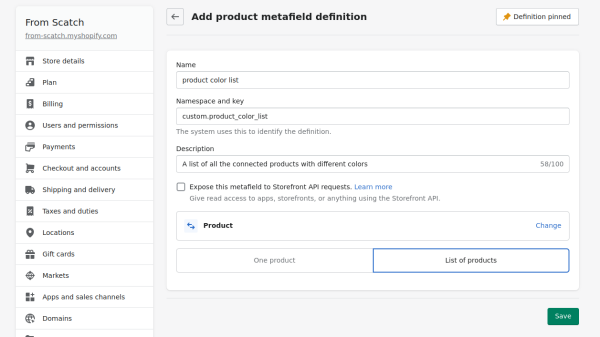 From Scratch
from-scatch.myshopify.com
Store details
Plan
Billing
Users and permissions
Payments
Checkout and accounts
Shipping and delivery
Taxes and duties
Locations
Gift cards
Markets
Apps and sales channels
Domains
Add product metafield definition
Definition pinned
Name
product color list
Namespace and key
custom.product_color_list
The system uses this to identify the definition.
Description
A list of all the connected products with different colors 58/100
Expose this metafield to Storefront API requests. Learn more
Give read access to apps, storefronts, or anything using the Storefront API.
Product Change
One product List of products
Save